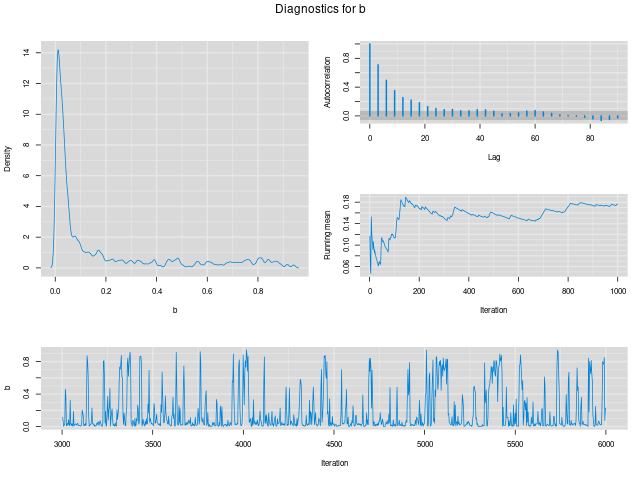 Diagnostics for b
Density
0 2 4 6 8 10 12 14
0.0 0.2 0.4 0.6 0.8
b
Autocorrelation
0.0 0.4 0.8
0 20 40 60 80
Lag
Running mean
0.06 0.10 0.14 0.18
0 200 400 600 800 1000
Iteration
b
0.0 0.4 0.8
3000 3500 4000 4500 5000 5500 6000
Iteration